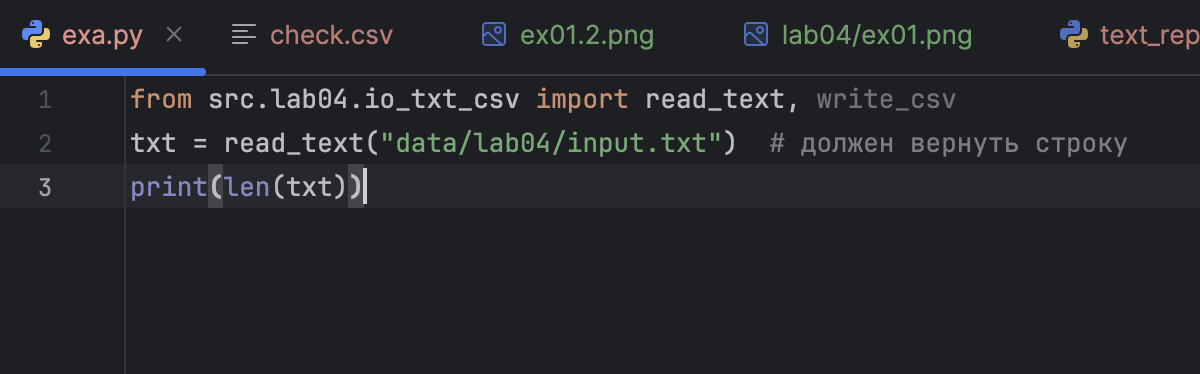 exa.py check.csv ex01.2.png lab04/ex01.png text_rep
1 from src.lab04.io_txt_csv import read_text, write_csv
2 txt = read_text("data/lab04/input.txt")  # должен вернуть строку
3 print(len(txt))